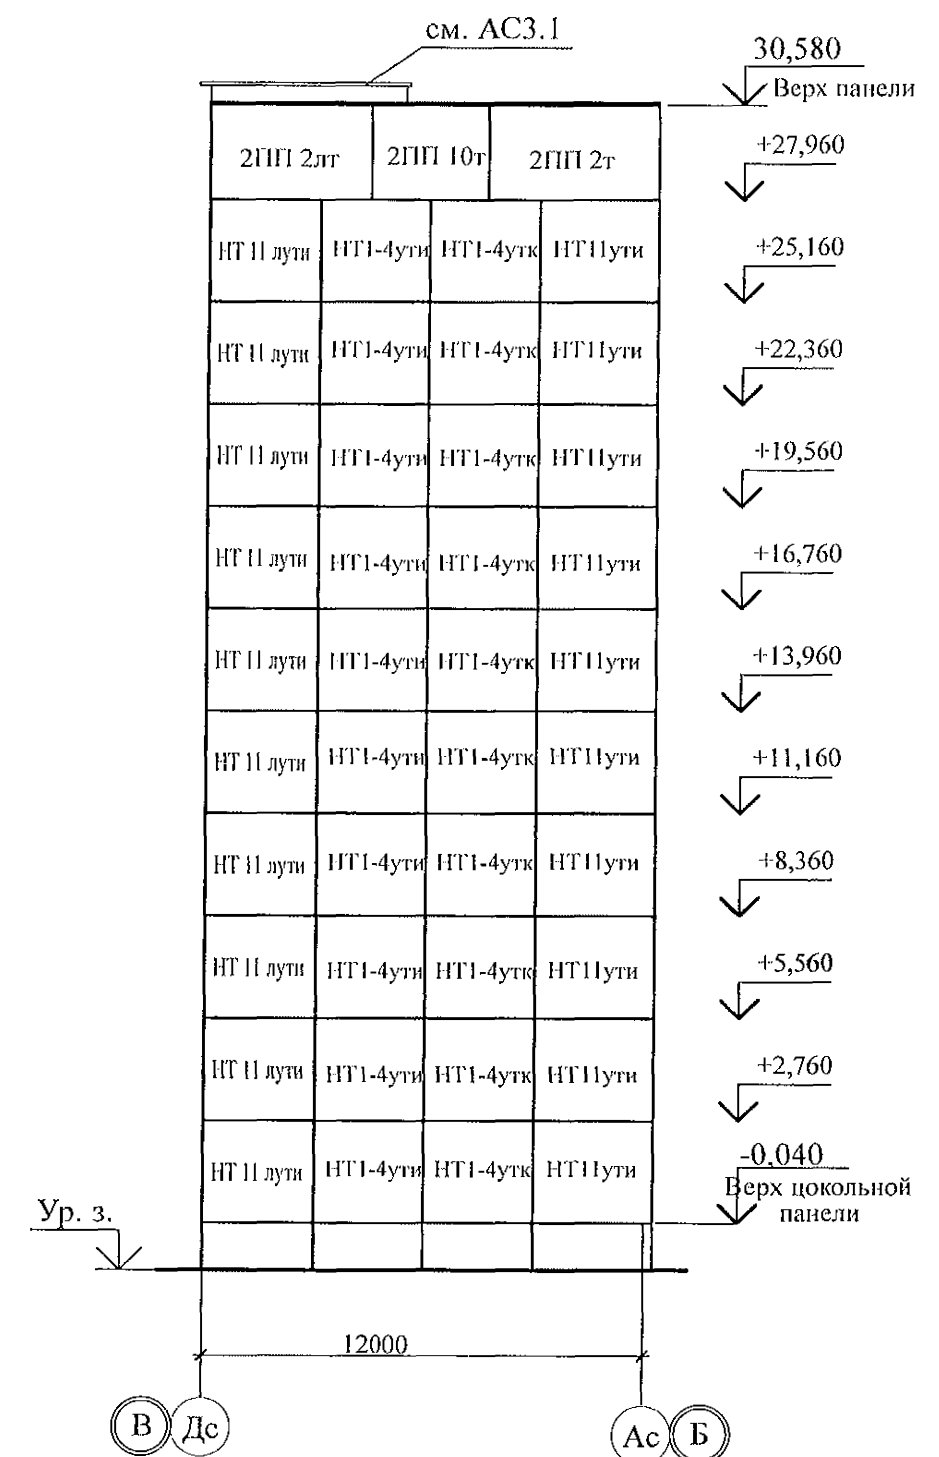 см. АС3.1
30,580
Верх панели
2ПП 2лт 2ПП 10т 2ПП 2т
+27,960
НТ 11 лути НТ1-4ути НТ1-4утк НТ11ути
+25,160
НТ 11 лути НТ1-4ути НТ1-4утк НТ11ути
+22,360
НТ 11 лути НТ1-4ути НТ1-4утк НТ11ути
+19,560
НТ 11 лути НТ1-4ути НТ1-4утк НТ11ути
+16,760
НТ 11 лути НТ1-4ути НТ1-4утк НТ11ути
+13,960
НТ 11 лути НТ1-4ути НТ1-4утк НТ11ути
+11,160
НТ 11 лути НТ1-4ути НТ1-4утк НТ11ути
+8,360
НТ 11 лути НТ1-4ути НТ1-4утк НТ11ути
+5,560
НТ 11 лути НТ1-4ути НТ1-4утк НТ11ути
+2,760
НТ 11 лути НТ1-4ути НТ1-4утк НТ11ути
-0,040
Верх цокольной
панели
Ур. з.
12000
В Дс Ас Б